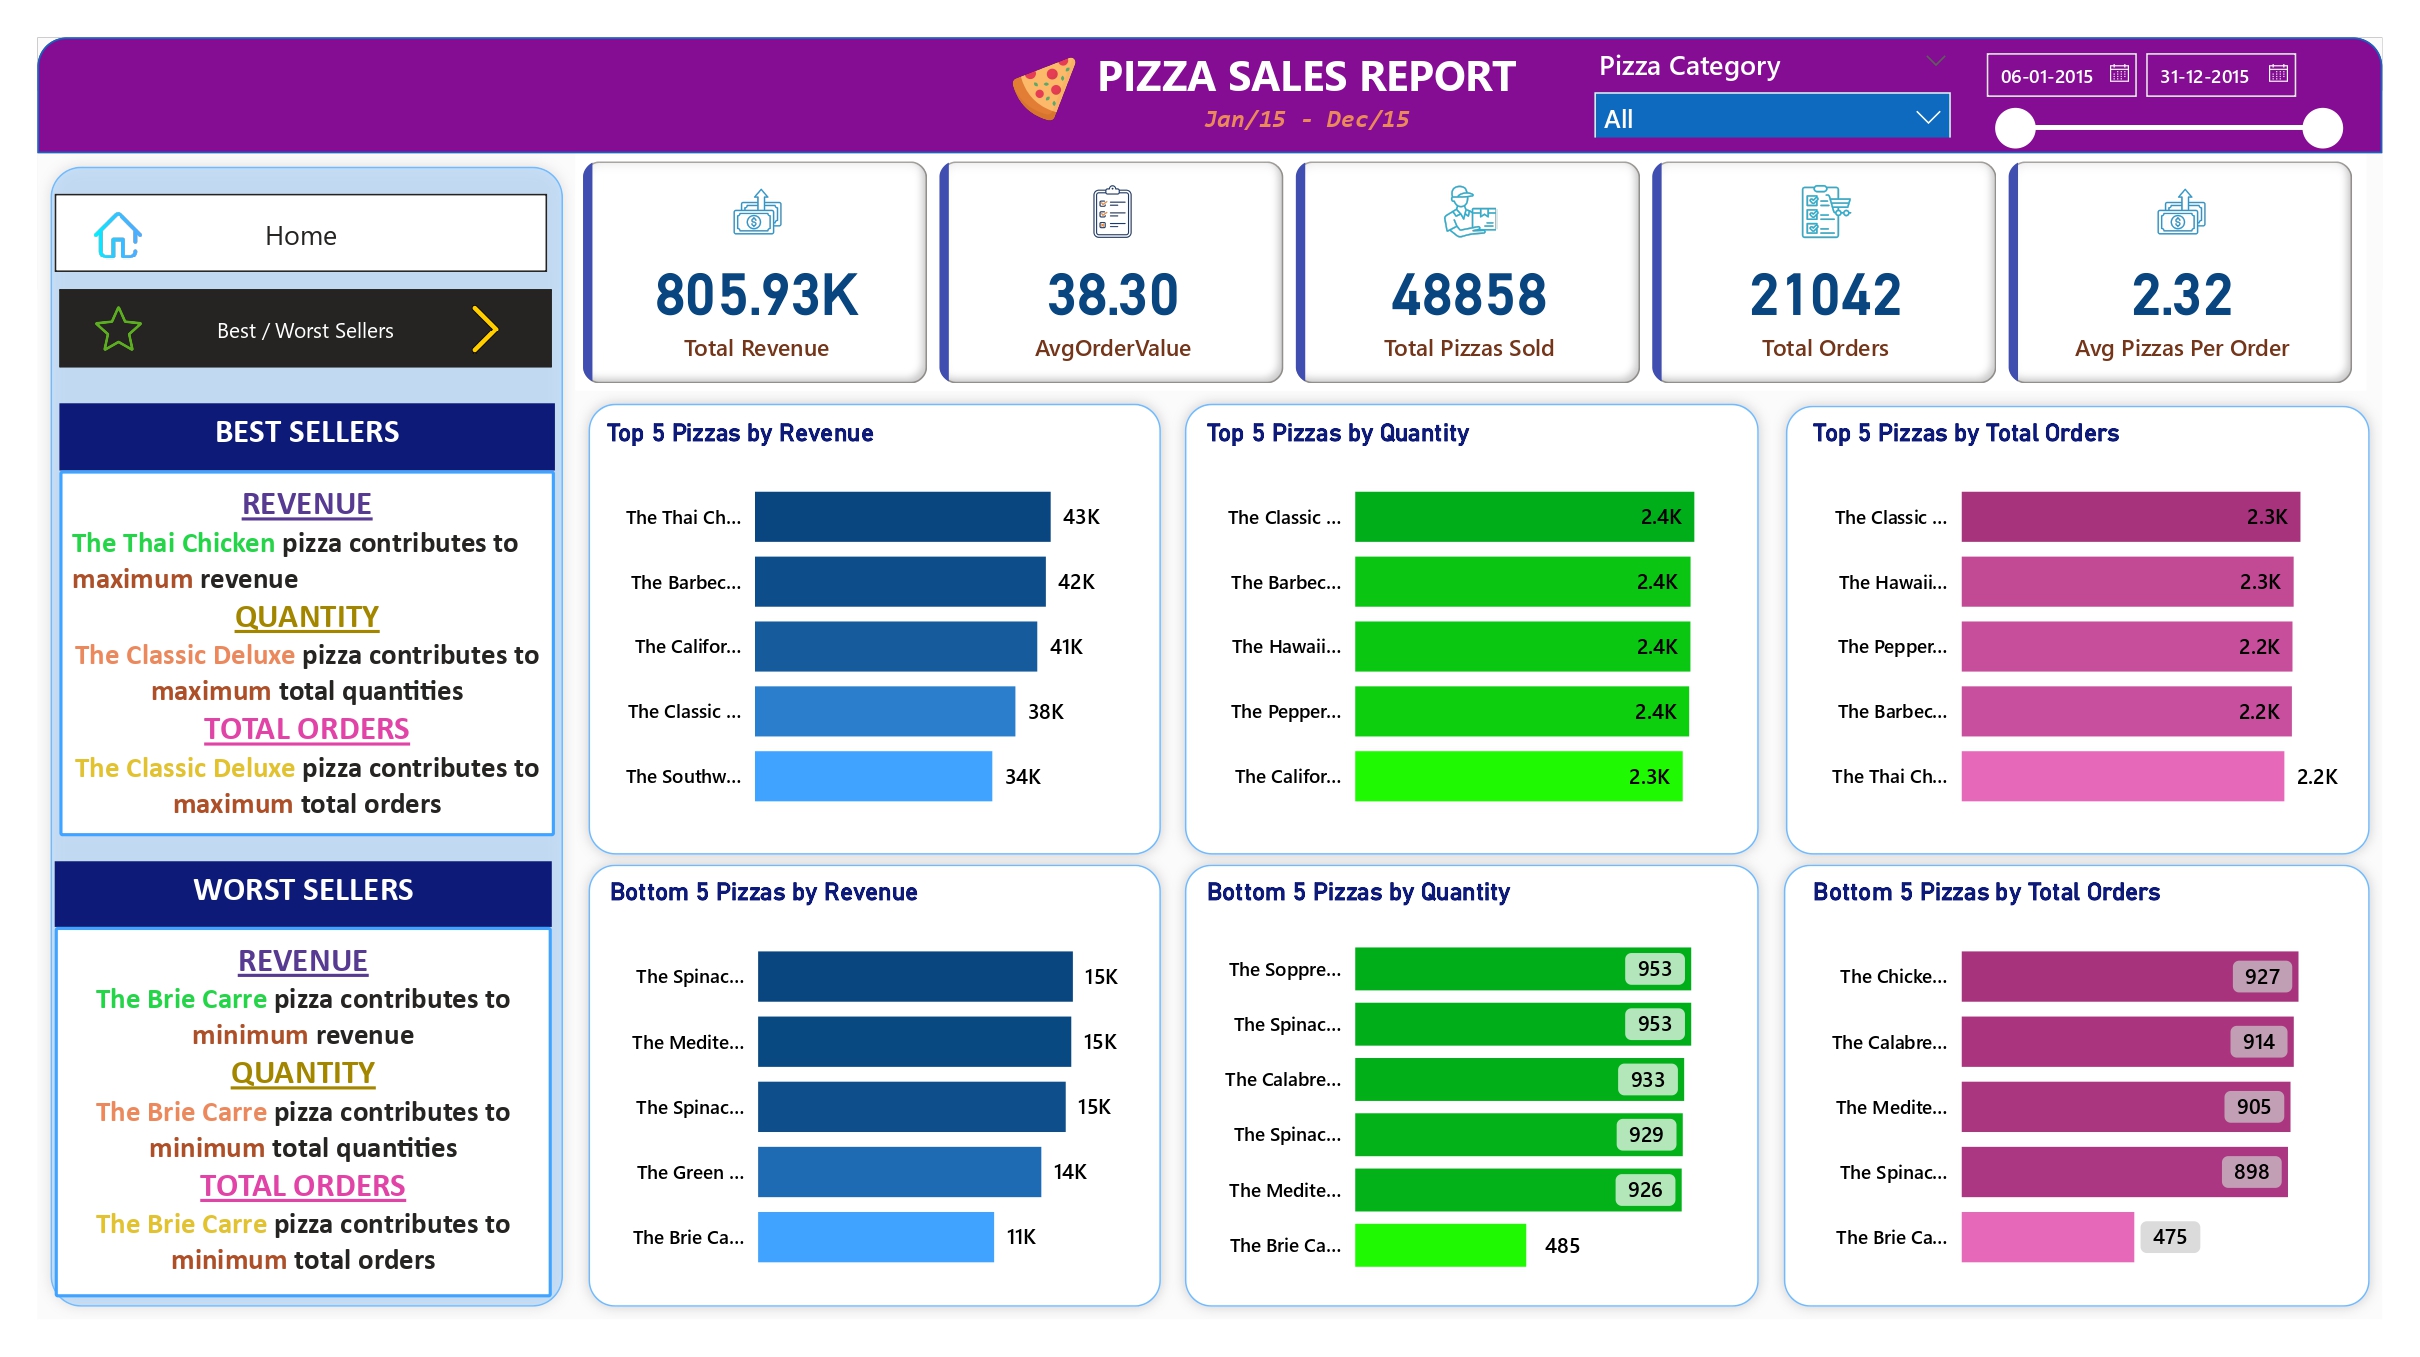 PIZZA SALES REPORT
Jan/15 - Dec/15
Pizza Category
All
06-01-2015
31-12-2015
Home
Best / Worst Sellers
805.93K
Total Revenue
38.30
AvgOrderValue
48858
Total Pizzas Sold
21042
Total Orders
2.32
Avg Pizzas Per Order
BEST SELLERS
REVENUE
The Thai Chicken pizza contributes to
maximum revenue
QUANTITY
The Classic Deluxe pizza contributes to
maximum total quantities
TOTAL ORDERS
The Classic Deluxe pizza contributes to
maximum total orders
WORST SELLERS
REVENUE
The Brie Carre pizza contributes to
minimum revenue
QUANTITY
The Brie Carre pizza contributes to
minimum total quantities
TOTAL ORDERS
The Brie Carre pizza contributes to
minimum total orders
Top 5 Pizzas by Revenue
The Thai Ch... 43K
The Barbec... 42K
The Califor... 41K
The Classic ... 38K
The Southw... 34K
Top 5 Pizzas by Quantity
The Classic ... 2.4K
The Barbec... 2.4K
The Hawaii... 2.4K
The Pepper... 2.4K
The Califor... 2.3K
Top 5 Pizzas by Total Orders
The Classic ... 2.3K
The Hawaii... 2.3K
The Pepper... 2.2K
The Barbec... 2.2K
The Thai Ch... 2.2K
Bottom 5 Pizzas by Revenue
The Spinac... 15K
The Medite... 15K
The Spinac... 15K
The Green ... 14K
The Brie Ca... 11K
Bottom 5 Pizzas by Quantity
The Soppre... 953
The Spinac... 953
The Calabre... 933
The Spinac... 929
The Medite... 926
The Brie Ca... 485
Bottom 5 Pizzas by Total Orders
The Chicke... 927
The Calabre... 914
The Medite... 905
The Spinac... 898
The Brie Ca... 475